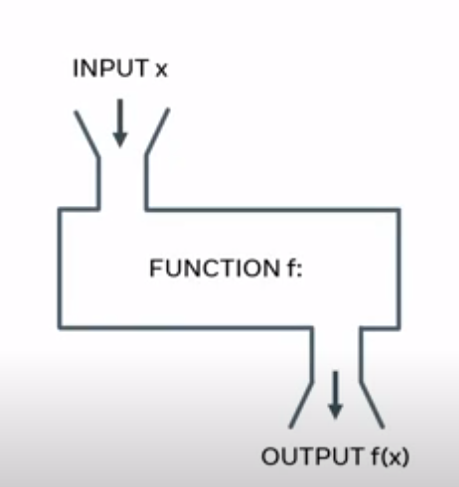 INPUT x
FUNCTION f:
OUTPUT f(x)